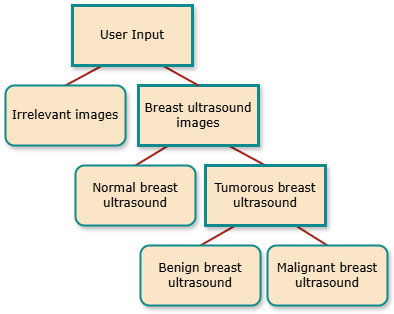 User Input
Irrelevant images
Breast ultrasound
images
Normal breast
ultrasound
Tumorous breast
ultrasound
Benign breast
ultrasound
Malignant breast
ultrasound